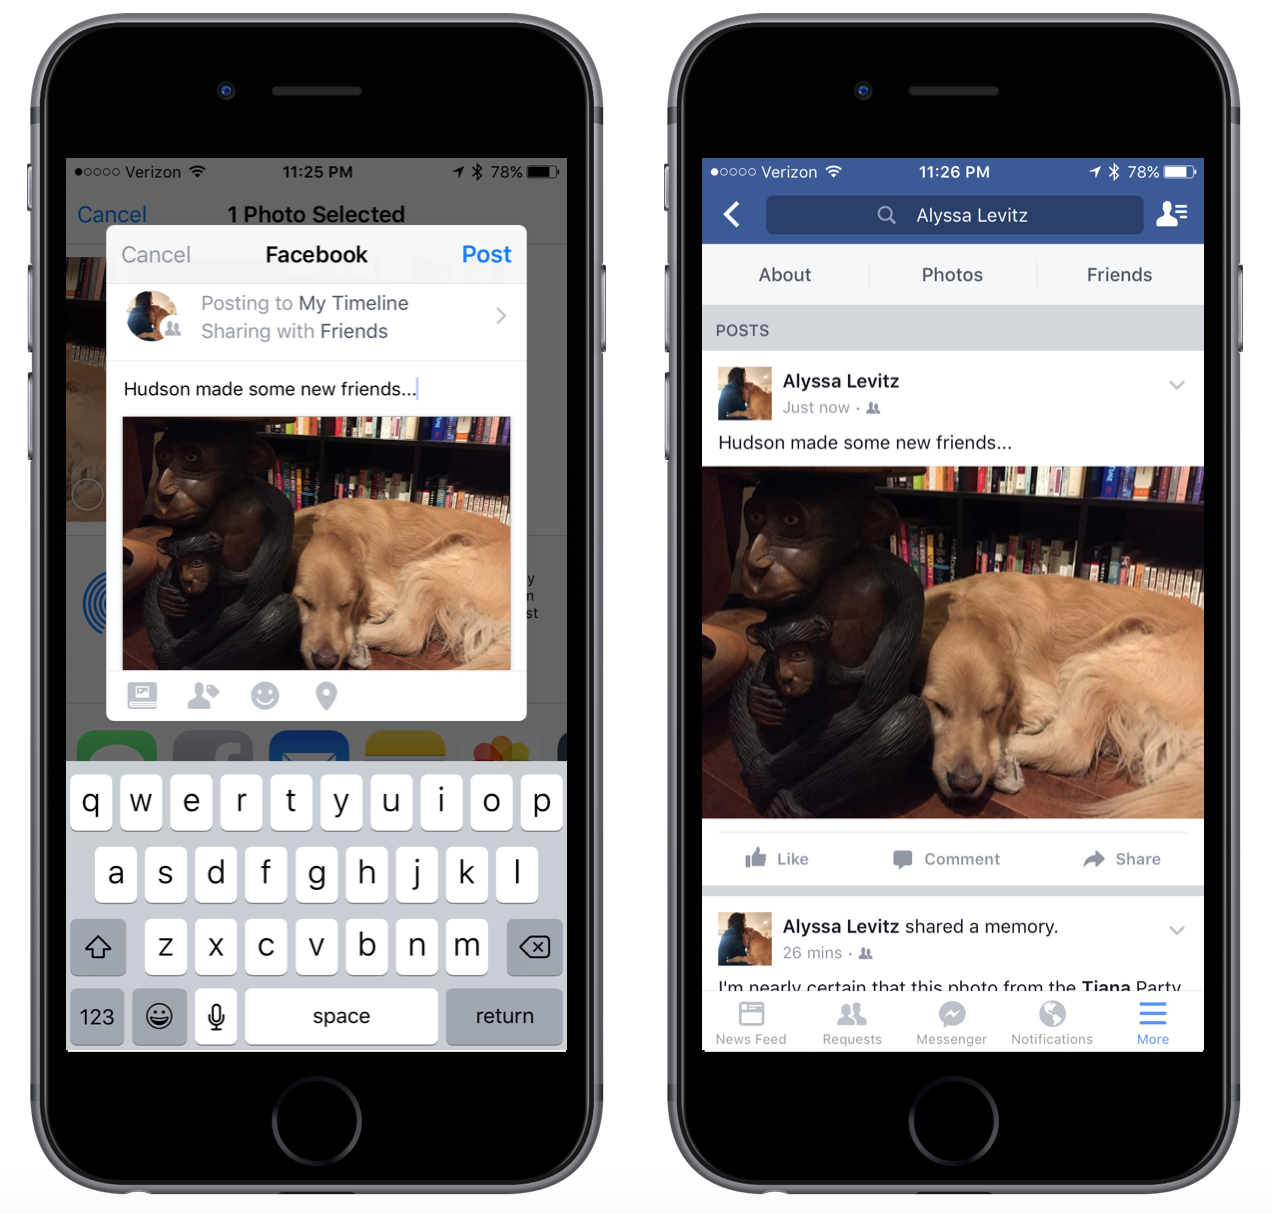 Verizon 11:25 PM 78%
Cancel 1 Photo Selected
Cancel Facebook Post
Posting to My Timeline
Sharing with Friends
Hudson made some new friends...
y
st
q w e r t y u i o p
a s d f g h j k l
z x c v b n m
123 space return
Verizon 11:26 PM 78%
Alyssa Levitz
About Photos Friends
POSTS
Alyssa Levitz
Just now ·
Hudson made some new friends...
Like Comment Share
Alyssa Levitz shared a memory.
26 mins ·
I'm nearly certain that this photo from the Tiana Party
News Feed Requests Messenger Notifications More